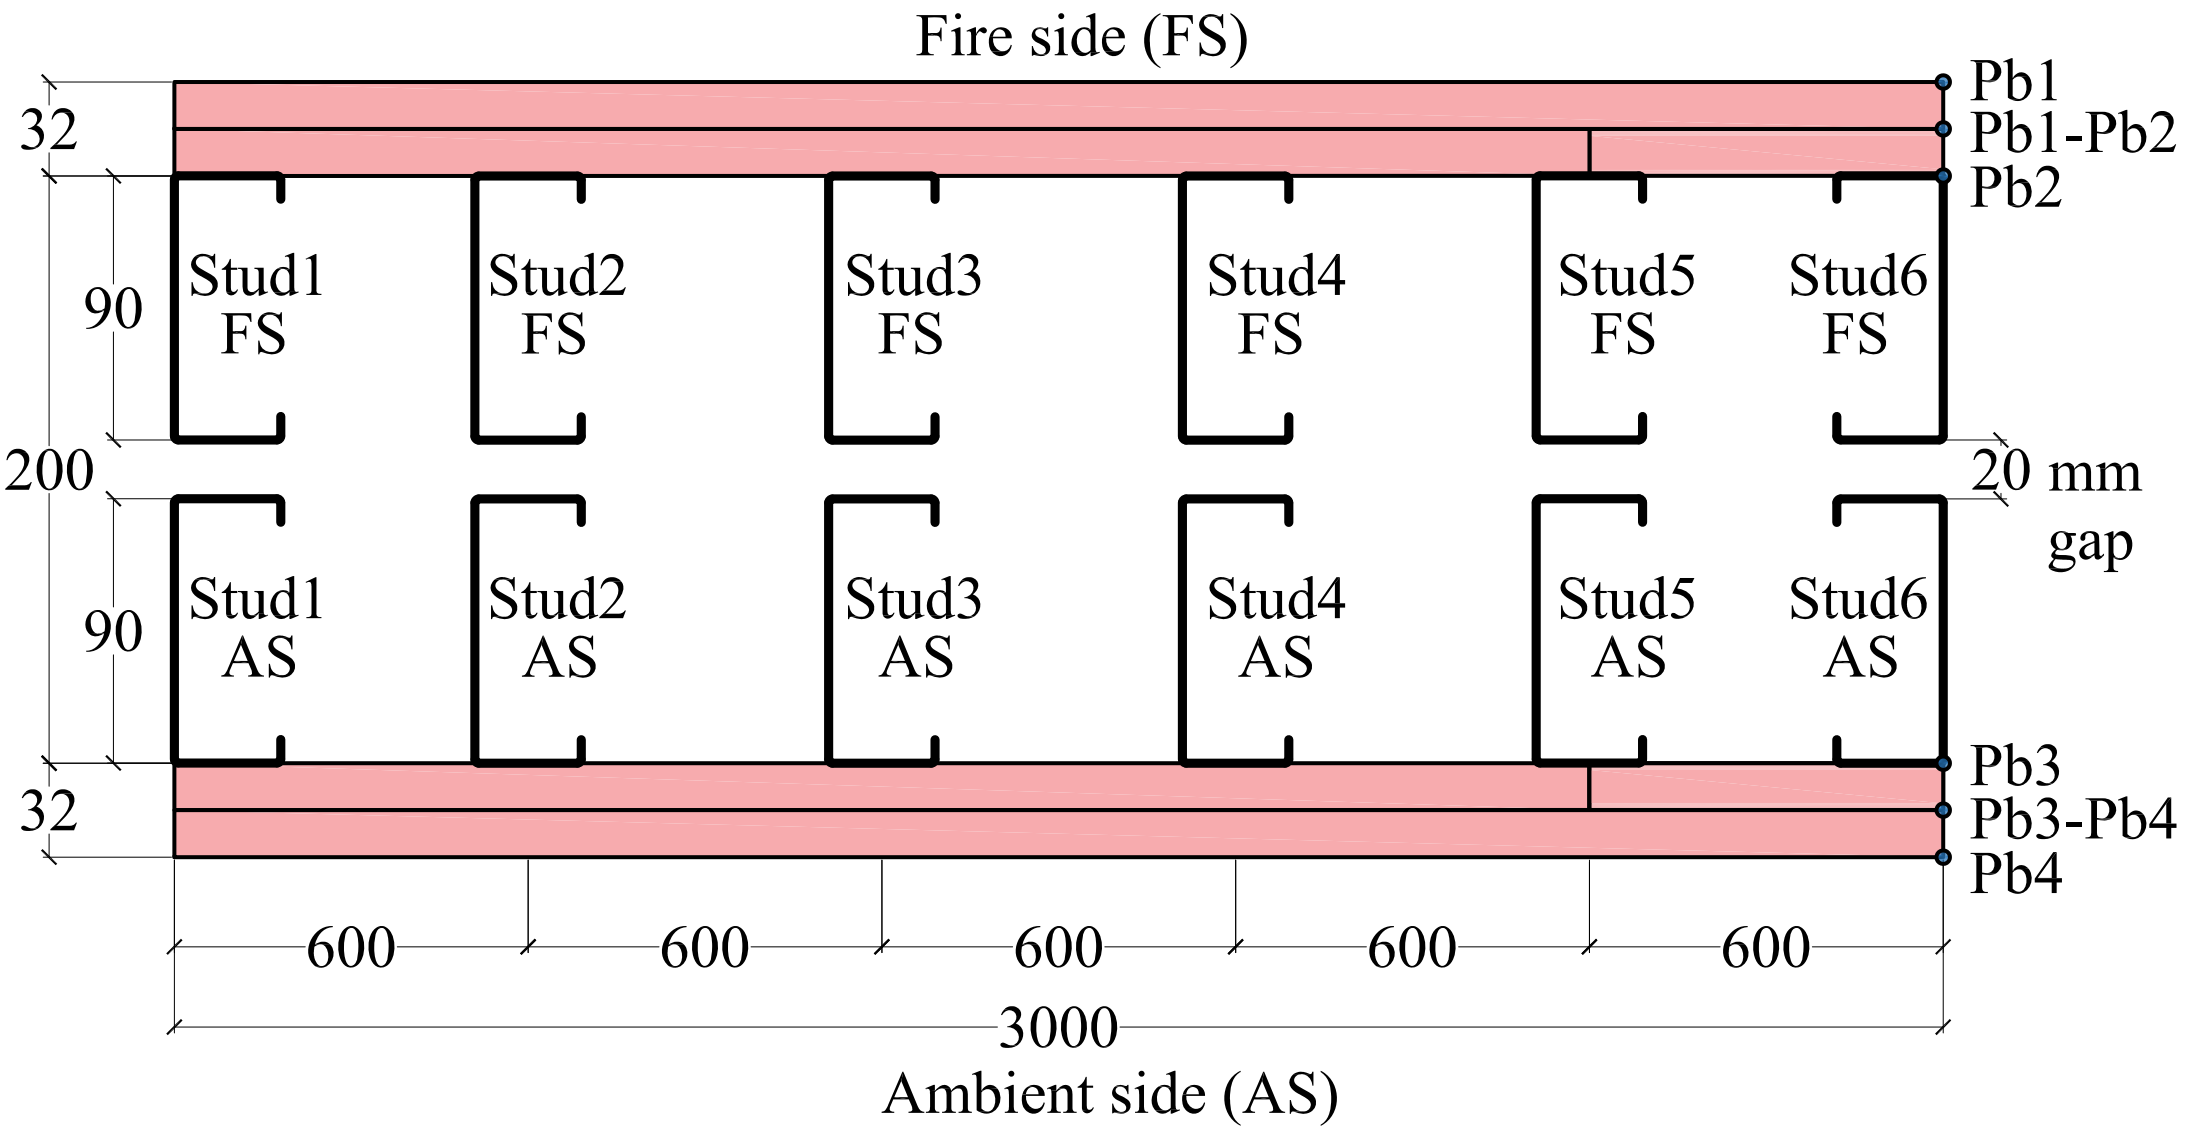 Fire side (FS)
Pb1
32
Pb1-Pb2
Pb2
Stud1
FS
Stud2
FS
Stud3
FS
Stud4
FS
Stud5
FS
Stud6
FS
90
200
20 mm
gap
Stud1
AS
Stud2
AS
Stud3
AS
Stud4
AS
Stud5
AS
Stud6
AS
90
Pb3
32
Pb3-Pb4
Pb4
600
600
600
600
600
3000
Ambient side (AS)